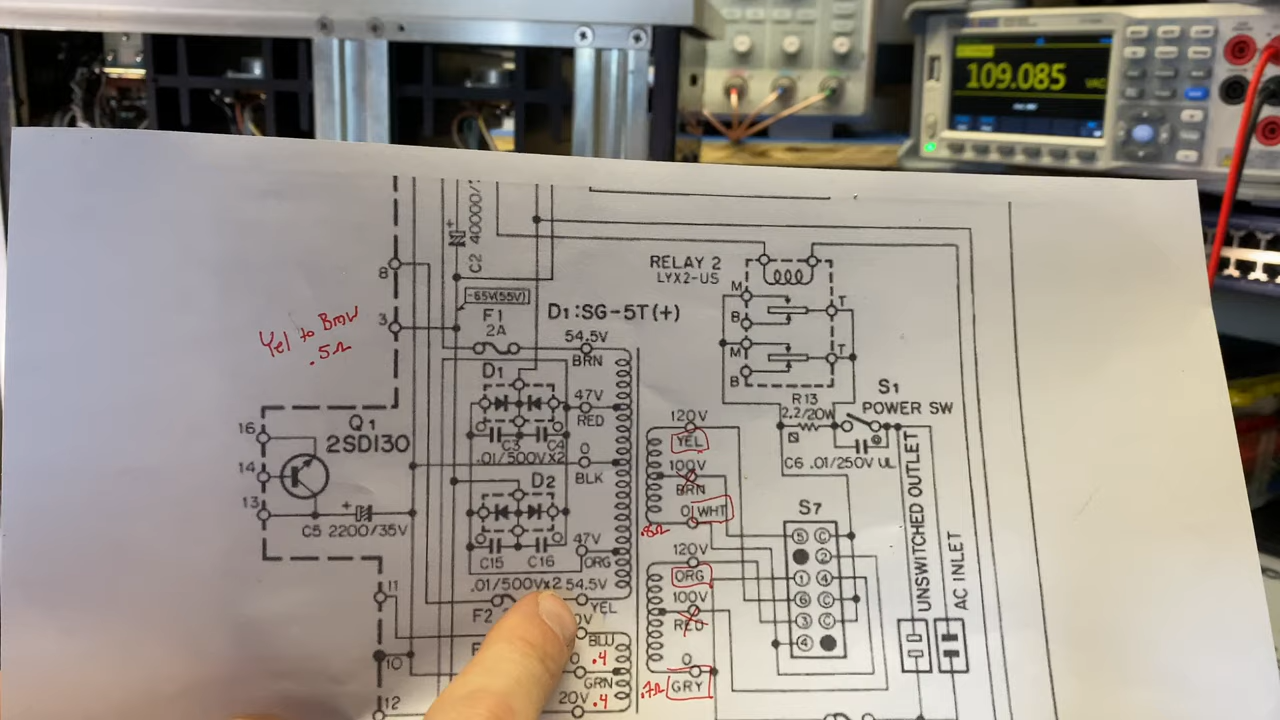 109.085 VAC
C2 40000/
RELAY 2
LYX2-US
8
-65V(55V)
D1:SG-5T(+)
M
T
Yel to Brow
.5Ω
3
F1
2A
54.5V
BRN
B
M
T
B
D1
47V
RED
S1
POWER SW
R13
2.2/20W
Q1
2SD130
16
C3
C4
.01/500VX2
0
BLK
120V
YEL
100V
BRN
C6 .01/250V UL
14
D2
0
WHT
S7
13
C5 2200/35V
.8Ω
47V
ORG
C15
C16
120V
ORG
5
C
2
1
4
6
C
3
C
4
UNSWITCHED OUTLET
AC INLET
.01/500Vx2
54.5V
YEL
100V
RED
11
F2
0V
BLU
.4
10
0
GRN
.4
0
.7Ω
GRY
12
20V